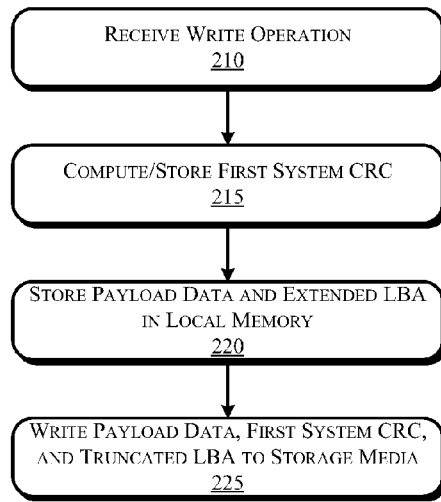 RECEIVE WRITE OPERATION
210
COMPUTE/STORE FIRST SYSTEM CRC
215
STORE PAYLOAD DATA AND EXTENDED LBA
IN LOCAL MEMORY
220
WRITE PAYLOAD DATA, FIRST SYSTEM CRC,
AND TRUNCATED LBA TO STORAGE MEDIA
225